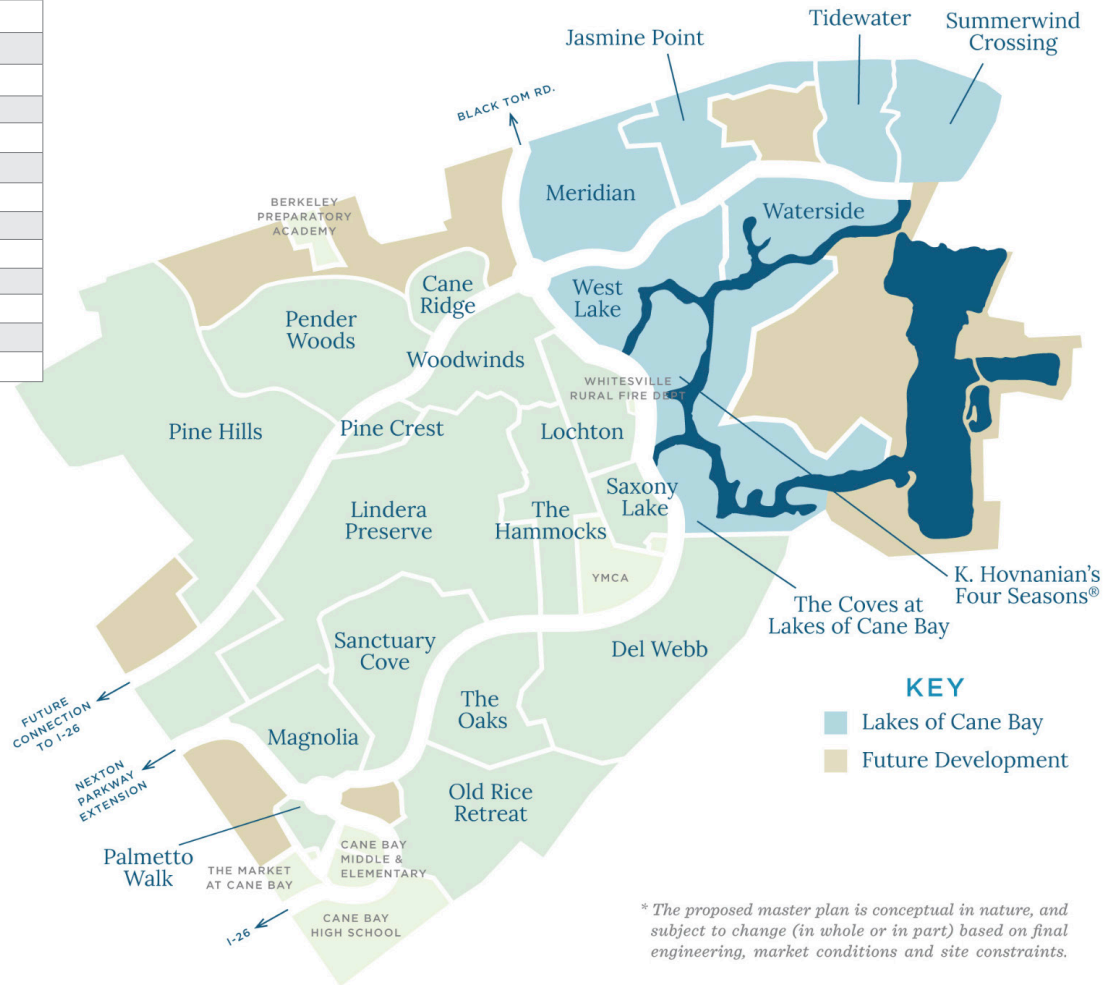 Tidewater
Summerwind
Crossing
Jasmine Point
BLACK TOM RD.
Meridian
BERKELEY
PREPARATORY
ACADEMY
Waterside
Cane
Ridge
West
Lake
Pender
Woods
Woodwinds
WHITESVILLE
RURAL FIRE DEPT
Pine Hills
Pine Crest
Lochton
Saxony
Lake
Lindera
Preserve
The
Hammocks
YMCA
K. Hovnanian's
Four Seasons®
The Coves at
Lakes of Cane Bay
Sanctuary
Cove
Del Webb
KEY
Lakes of Cane Bay
Future Development
The
Oaks
FUTURE
CONNECTION
TO I-26
Magnolia
NEXTON
PARKWAY
EXTENSION
Old Rice
Retreat
Palmetto
Walk
CANE BAY
MIDDLE &
ELEMENTARY
THE MARKET
AT CANE BAY
I-26
CANE BAY
HIGH SCHOOL
* The proposed master plan is conceptual in nature, and
subject to change (in whole or in part) based on final
engineering, market conditions and site constraints.